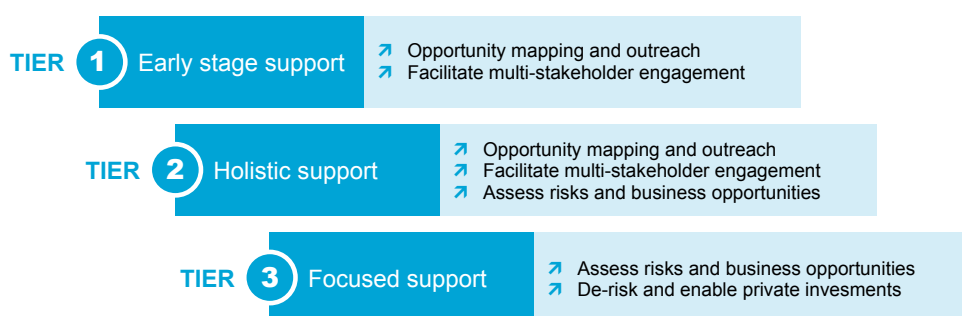 TIER 1 Early stage support
Opportunity mapping and outreach
Facilitate multi-stakeholder engagement
TIER 2 Holistic support
Opportunity mapping and outreach
Facilitate multi-stakeholder engagement
Assess risks and business opportunities
TIER 3 Focused support
Assess risks and business opportunities
De-risk and enable private invesments